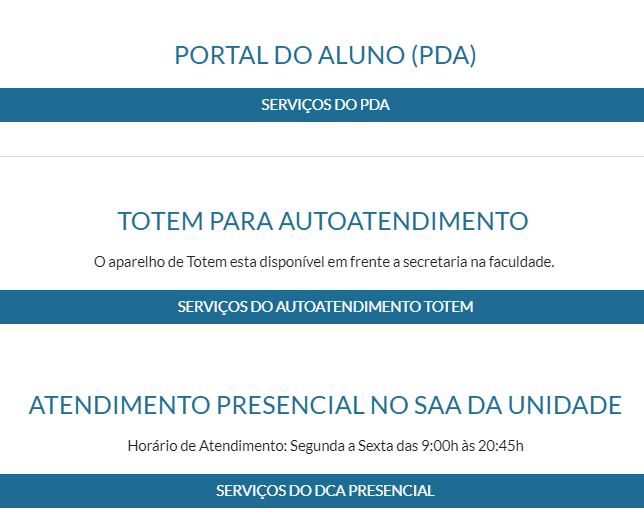 PORTAL DO ALUNO (PDA)
SERVIÇOS DO PDA
TOTEM PARA AUTOATENDIMENTO
O aparelho de Totem esta disponível em frente a secretaria na faculdade.
SERVIÇOS DO AUTOATENDIMENTO TOTEM
ATENDIMENTO PRESENCIAL NO SAA DA UNIDADE
Horário de Atendimento: Segunda a Sexta das 9:00h às 20:45h
SERVIÇOS DO DCA PRESENCIAL